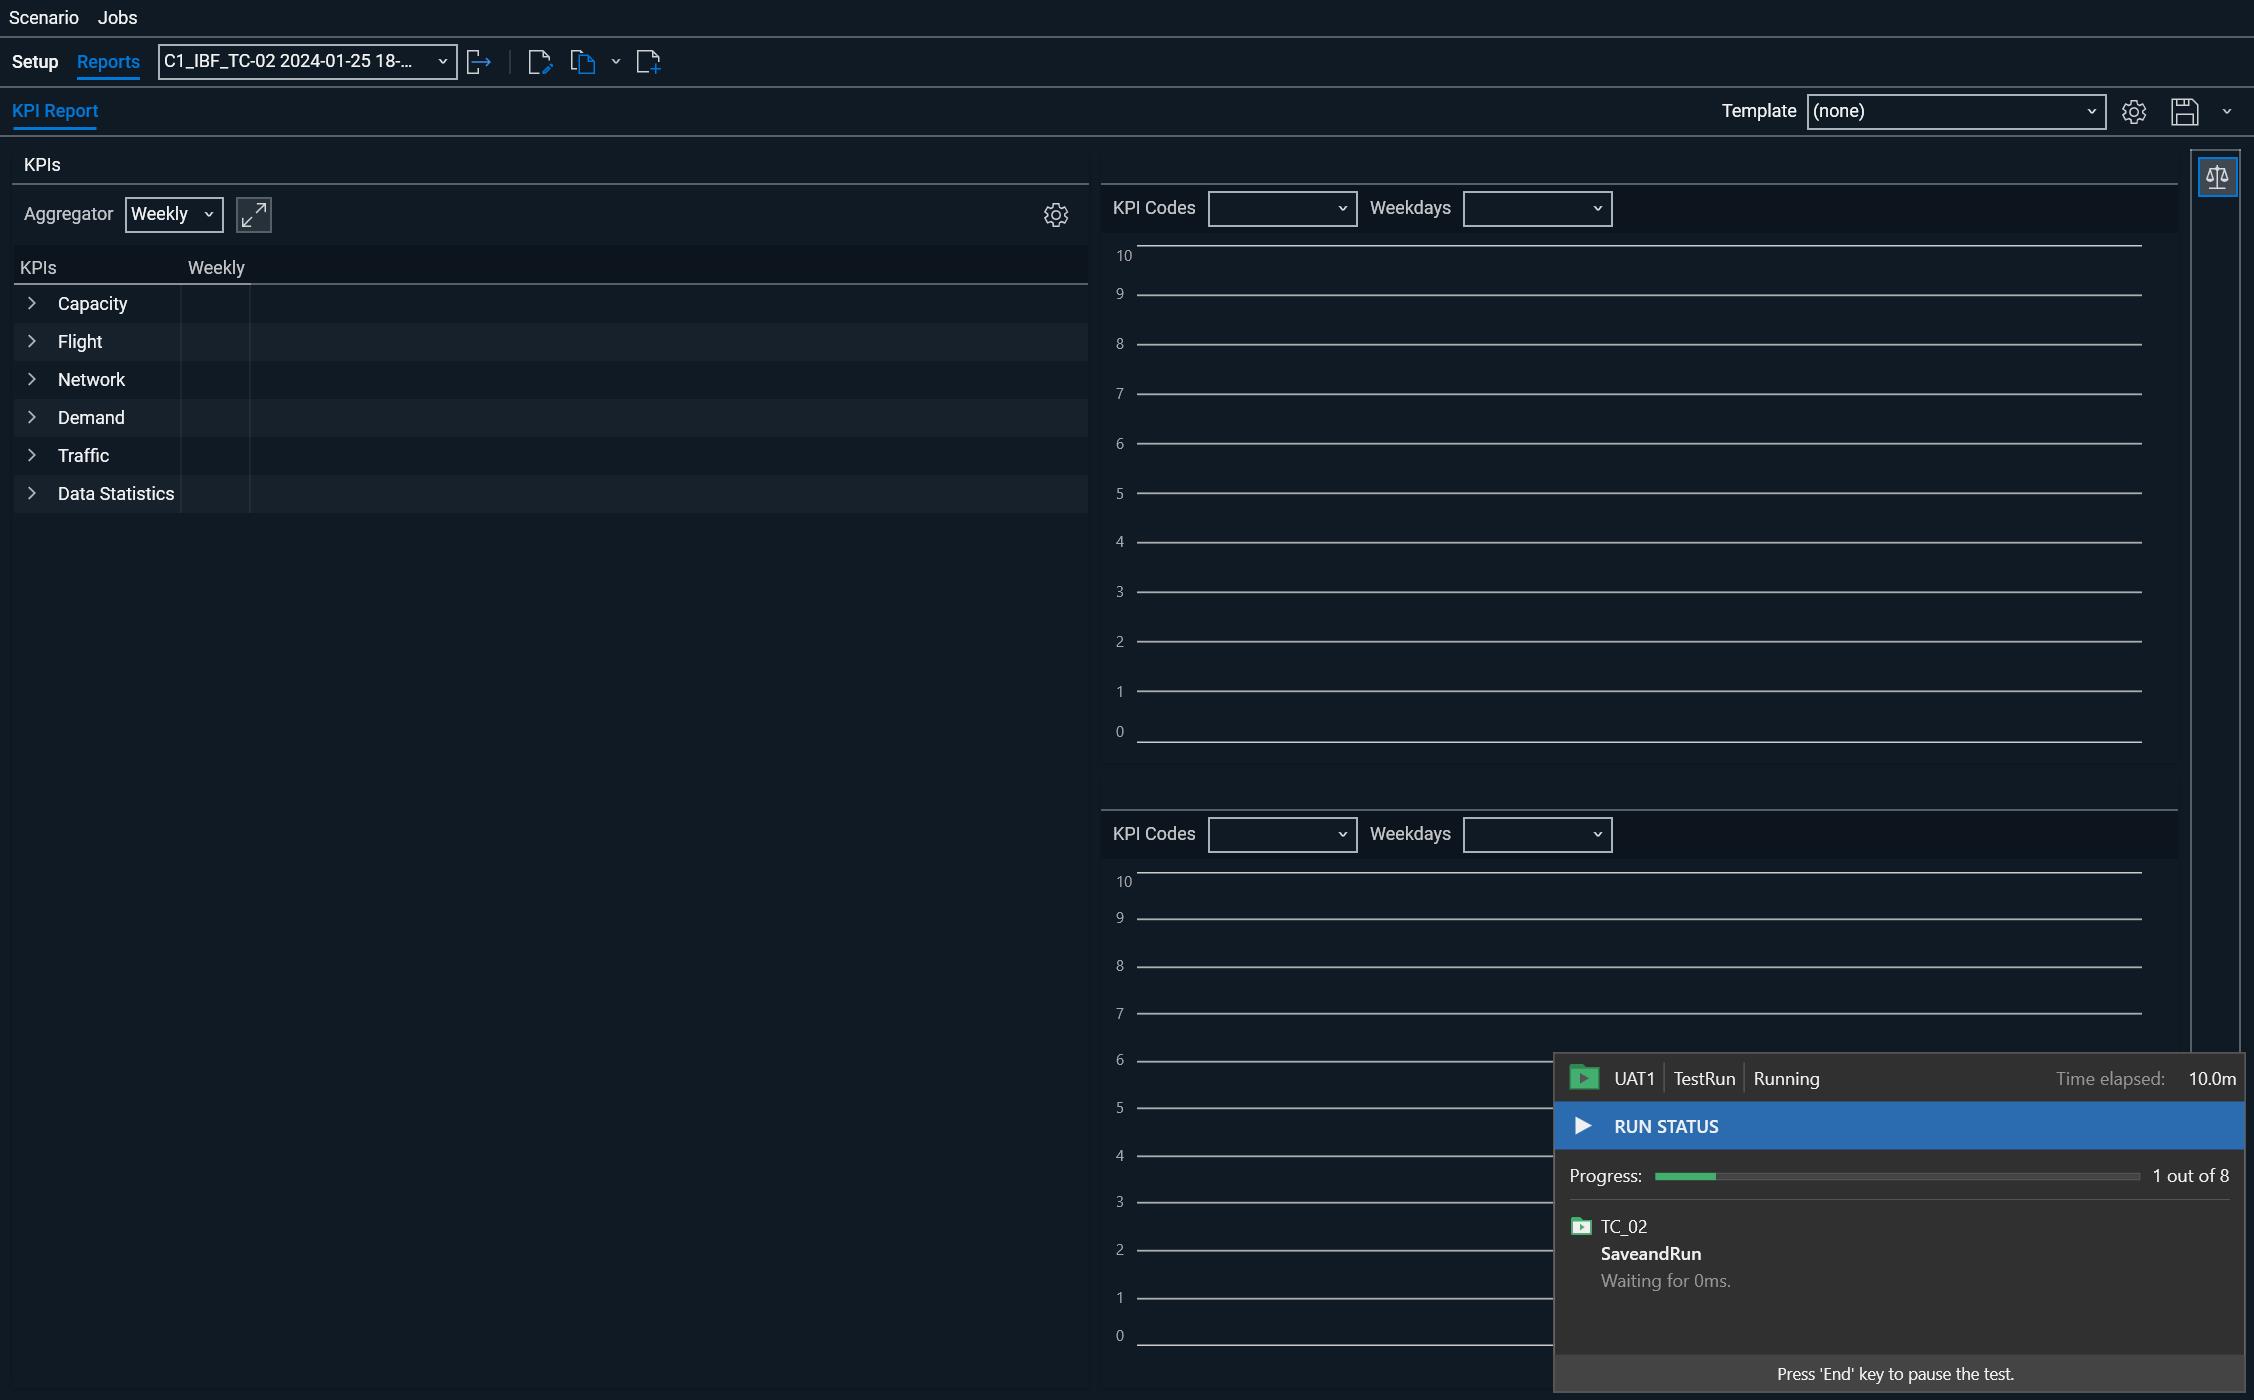 Scenario Jobs
Setup Reports C1_IBF_TC-02 2024-01-25 18-...
KPI Report Template (none)
KPIs
Aggregator Weekly
KPIs Weekly
Capacity
Flight
Network
Demand
Traffic
Data Statistics
KPI Codes Weekdays
10
9
8
7
6
5
4
3
2
1
0
KPI Codes Weekdays
10
9
8
7
6
5
4
3
2
1
0
UAT1 TestRun Running Time elapsed: 10.0m
RUN STATUS
Progress: 1 out of 8
TC_02
SaveandRun
Waiting for 0ms.
Press 'End' key to pause the test.